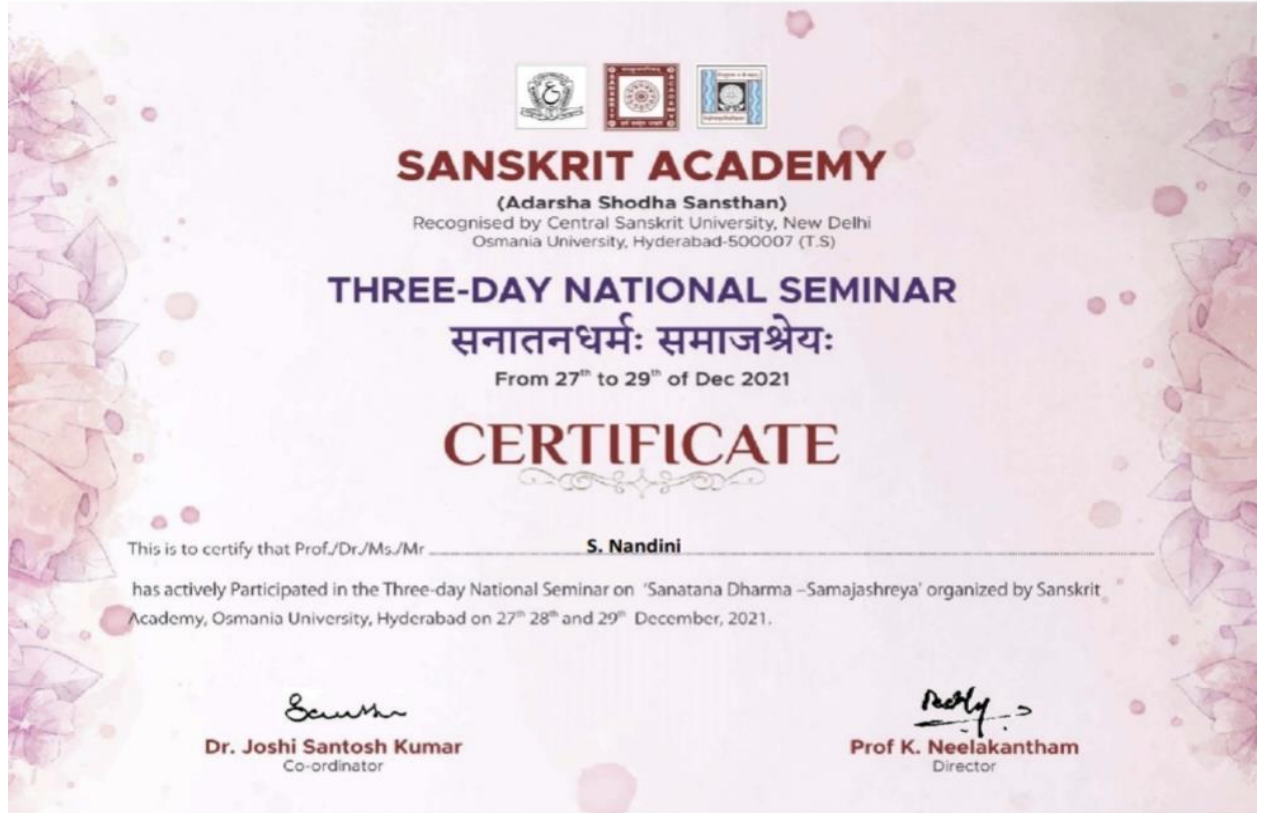 SANSKRIT ACADEMY
(Adarsha Shodha Sansthan)
Recognised by Central Sanskrit University, New Delhi
Osmania University, Hyderabad-500007 (T.S)
THREE-DAY NATIONAL SEMINAR
सनातनधर्मः समाजश्रेयः
From 27th to 29th of Dec 2021
CERTIFICATE
This is to certify that Prof./Dr./Ms./Mr S. Nandini
has actively Participated in the Three-day National Seminar on 'Sanatana Dharma –Samajashreya' organized by Sanskrit
Academy, Osmania University, Hyderabad on 27th 28th and 29th December, 2021.
Dr. Joshi Santosh Kumar
Co-ordinator
Prof K. Neelakantham
Director